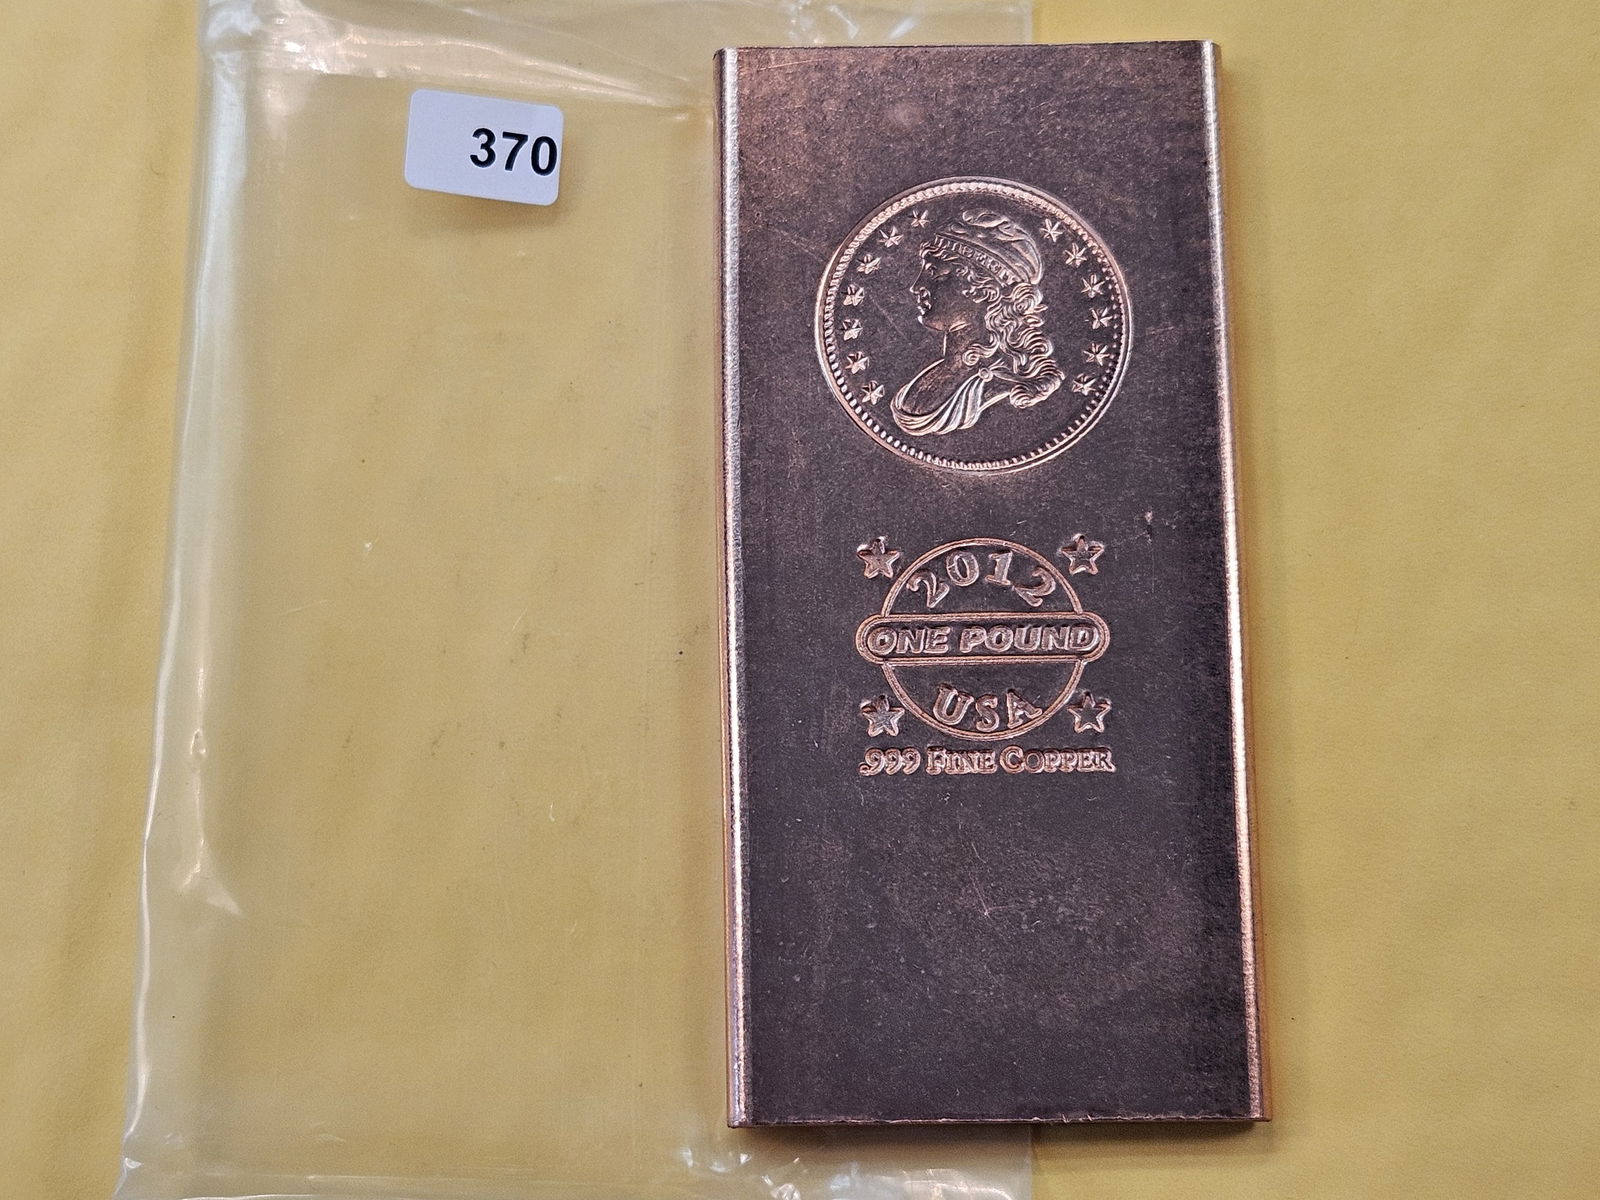 370
LIBERTY
2012
ONE POUND
USA
.999 FINE COPPER